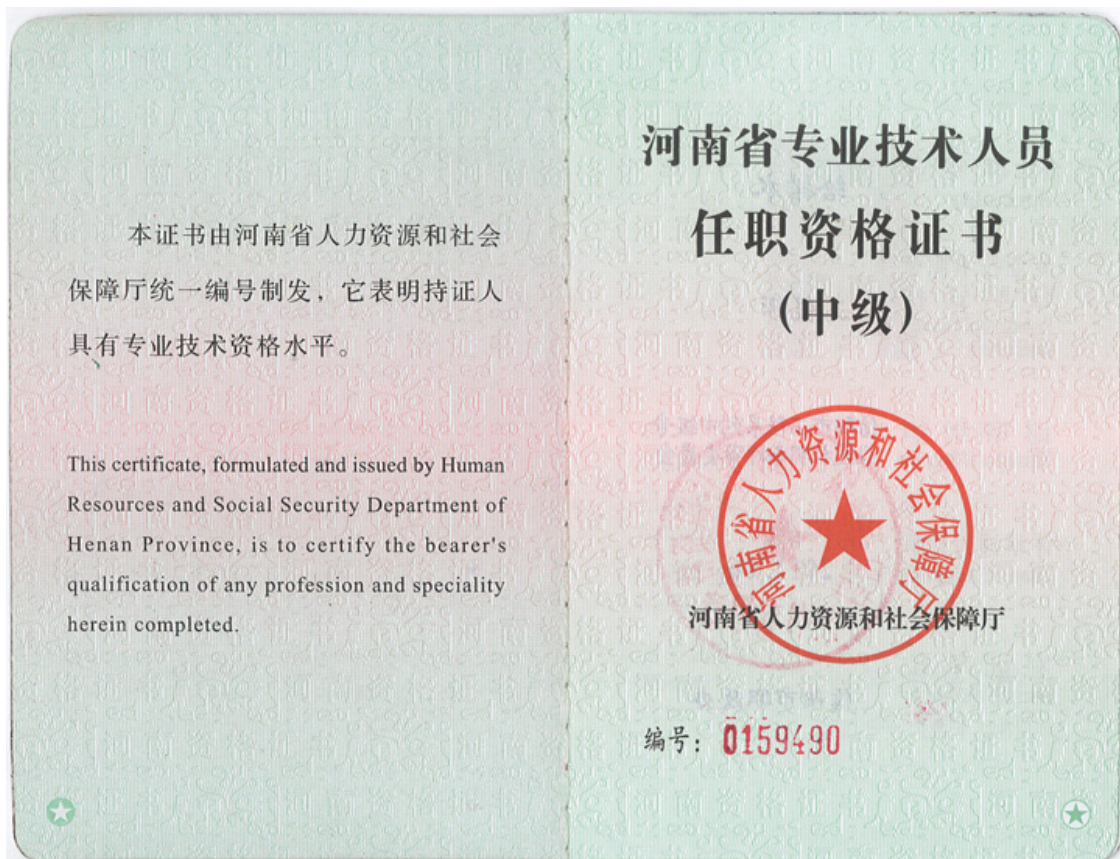 本证书由河南省人力资源和社会
保障厅统一编号制发，它表明持证人
具有专业技术资格水平。
This certificate, formulated and issued by Human
Resources and Social Security Department of
Henan Province, is to certify the bearer's
qualification of any profession and speciality
herein completed.
河南省专业技术人员
任职资格证书
(中级)
河南省人力资源和社会保障厅
河南省人力资源和社会保障厅
编号：0159490